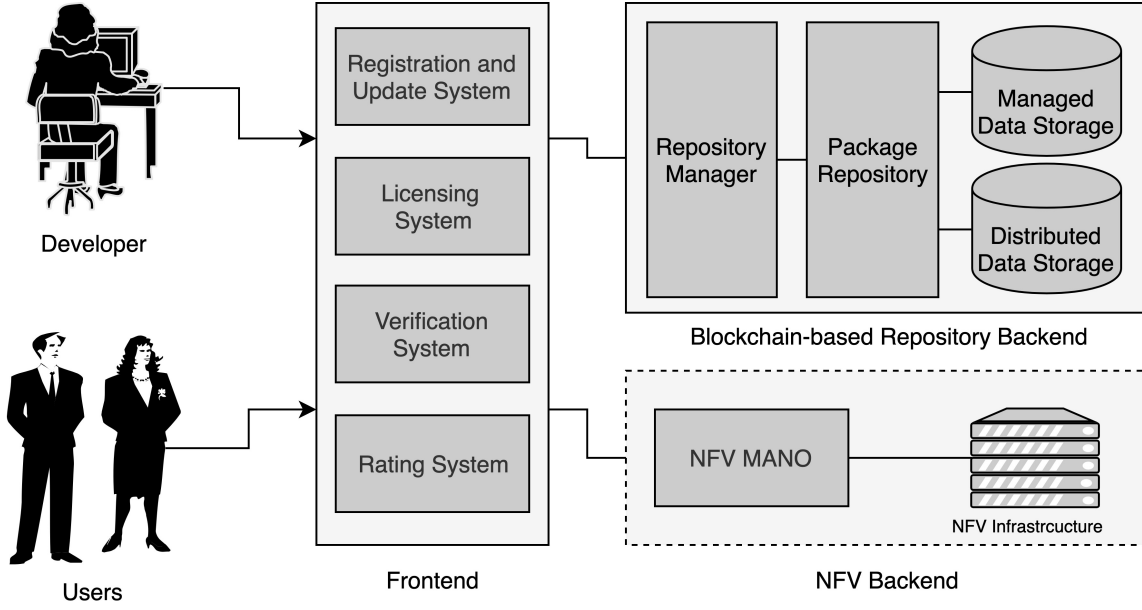 Developer
Users
Registration and
Update System
Licensing
System
Verification
System
Rating System
Frontend
Repository
Manager
Package
Repository
Managed
Data Storage
Distributed
Data Storage
Blockchain-based Repository Backend
NFV MANO
NFV Infrastrcucture
NFV Backend